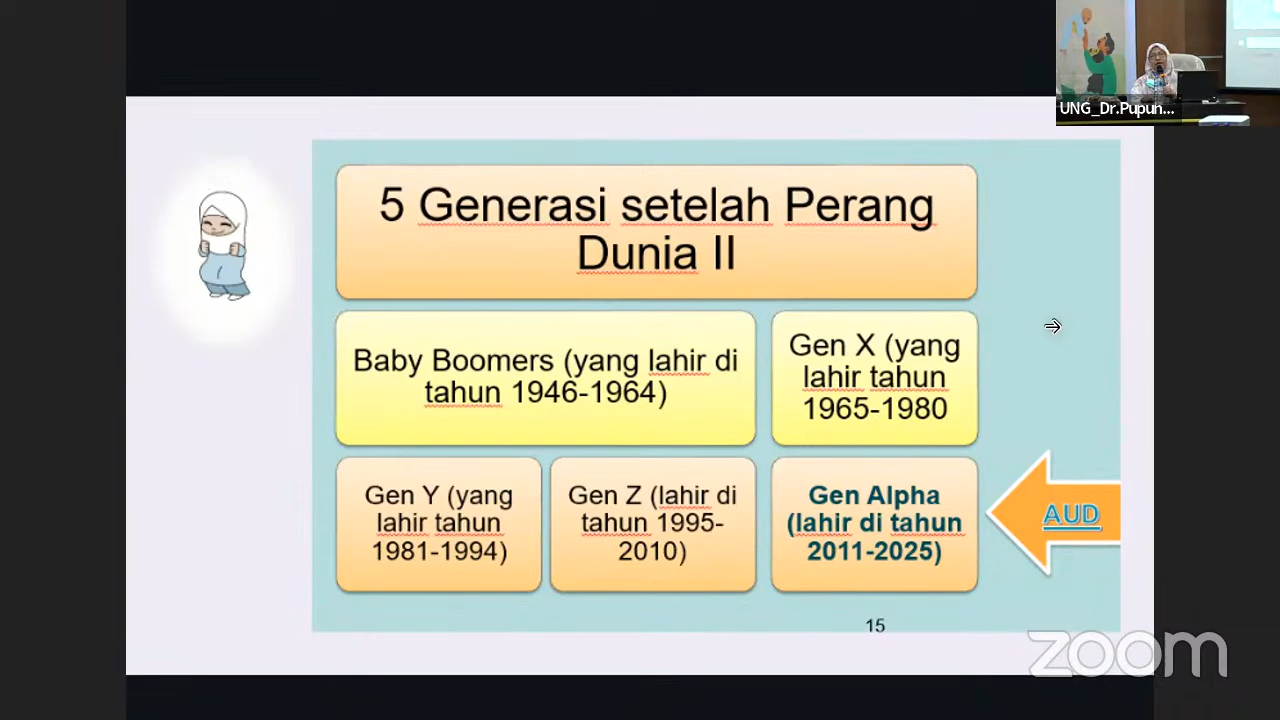 UNG_Dr.Pupun...
5 Generasi setelah Perang
Dunia II
Baby Boomers (yang lahir di
tahun 1946-1964)
Gen X (yang
lahir tahun
1965-1980
Gen Y (yang
lahir tahun
1981-1994)
Gen Z (lahir di
tahun 1995-
2010)
Gen Alpha
(lahir di tahun
2011-2025)
AUD
15
zoom